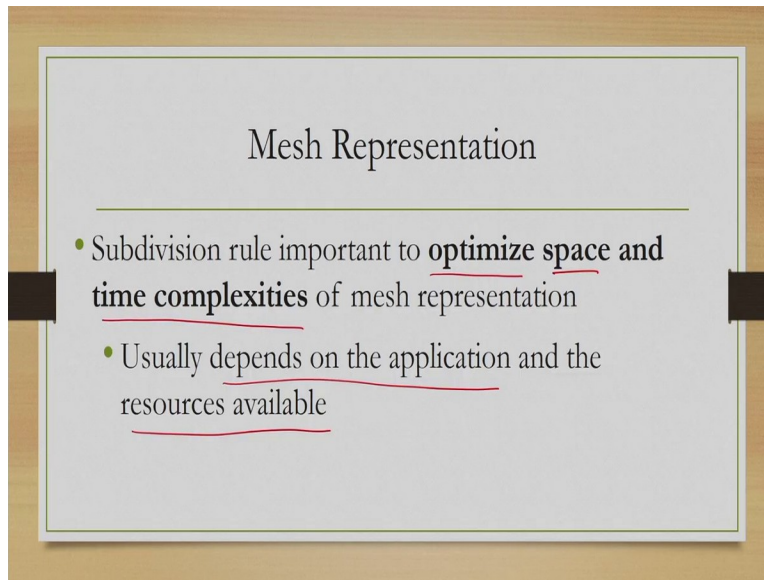 Mesh Representation
Subdivision rule important to optimize space and
time complexities of mesh representation
Usually depends on the application and the
resources available